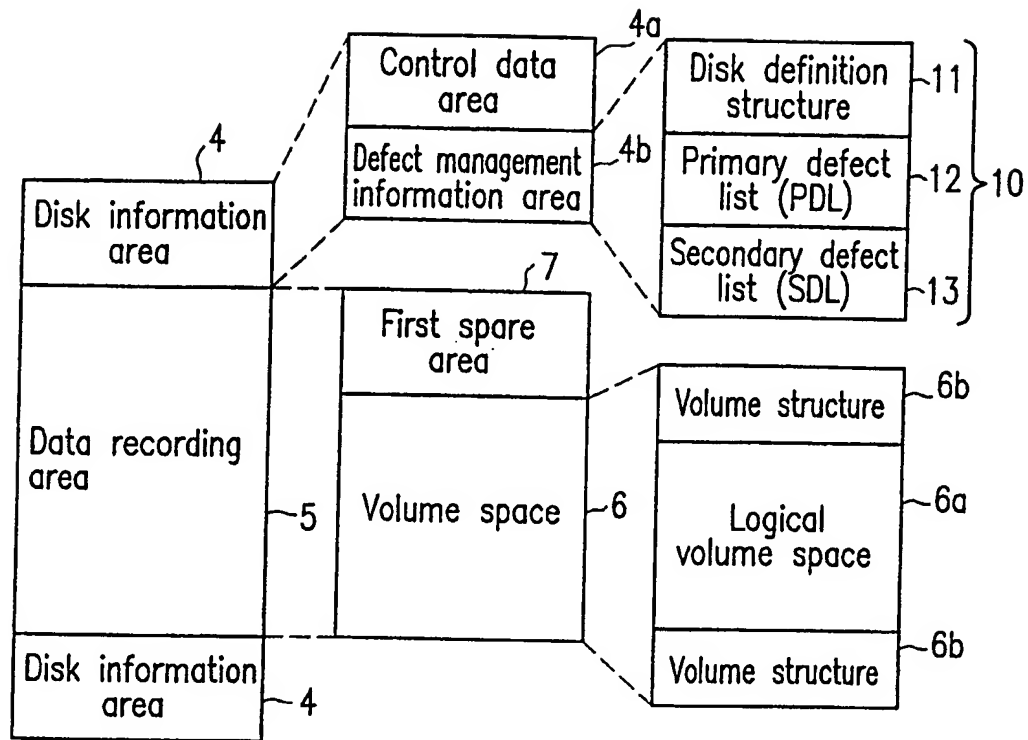 4
Disk information
area
Data recording
area
5
Disk information
area
4
4a
Control data
area
4b
Defect management
information area
7
First spare
area
Volume space
6
Disk definition
structure
11
Primary defect
list (PDL)
12
Secondary defect
list (SDL)
13
10
Volume structure
6b
Logical
volume space
6a
Volume structure
6b